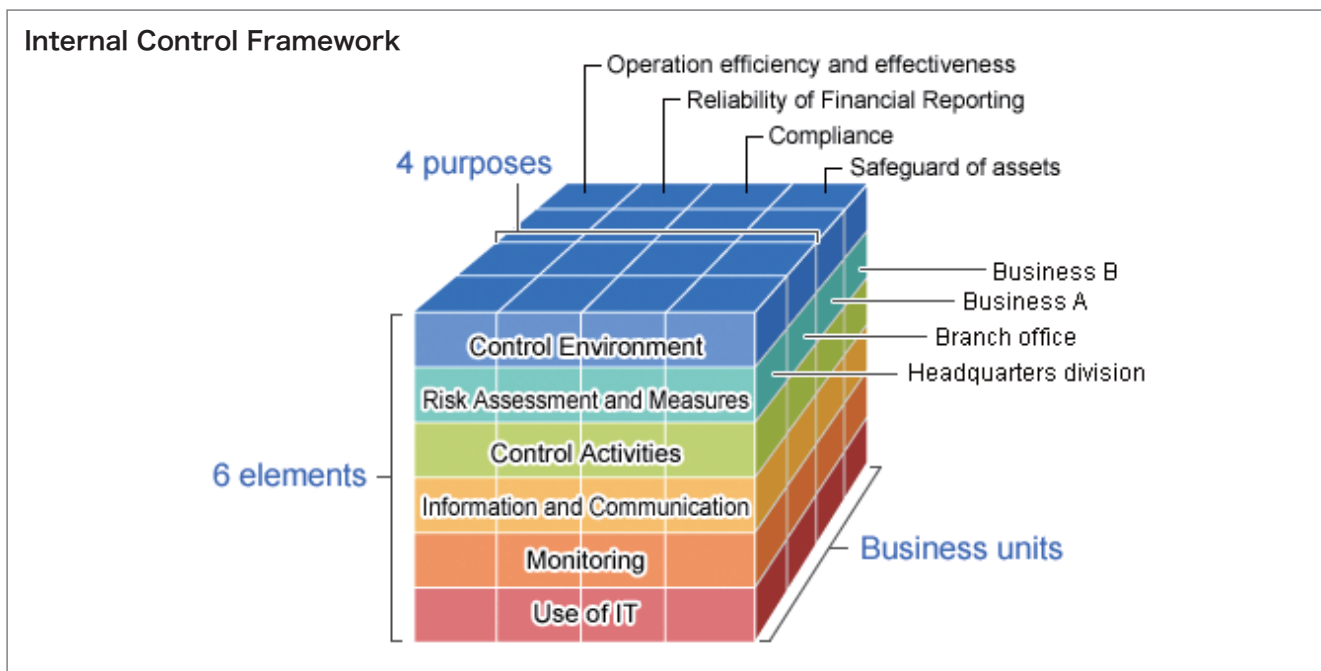 Internal Control Framework
Operation efficiency and effectiveness
Reliability of Financial Reporting
Compliance
4 purposes
Safeguard of assets
Business B
Business A
Branch office
Headquarters division
Control Environment
Risk Assessment and Measures
Control Activities
6 elements
Information and Communication
Business units
Monitoring
Use of IT